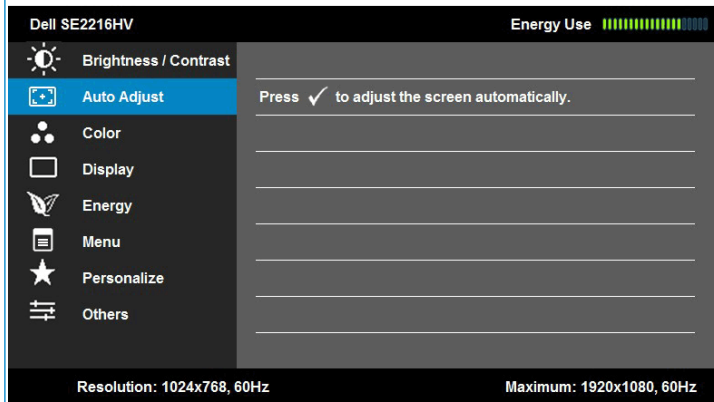 Dell SE2216HV Energy Use
Brightness / Contrast
Auto Adjust Press ✓ to adjust the screen automatically.
Color
Display
Energy
Menu
Personalize
Others
Resolution: 1024x768, 60Hz Maximum: 1920x1080, 60Hz